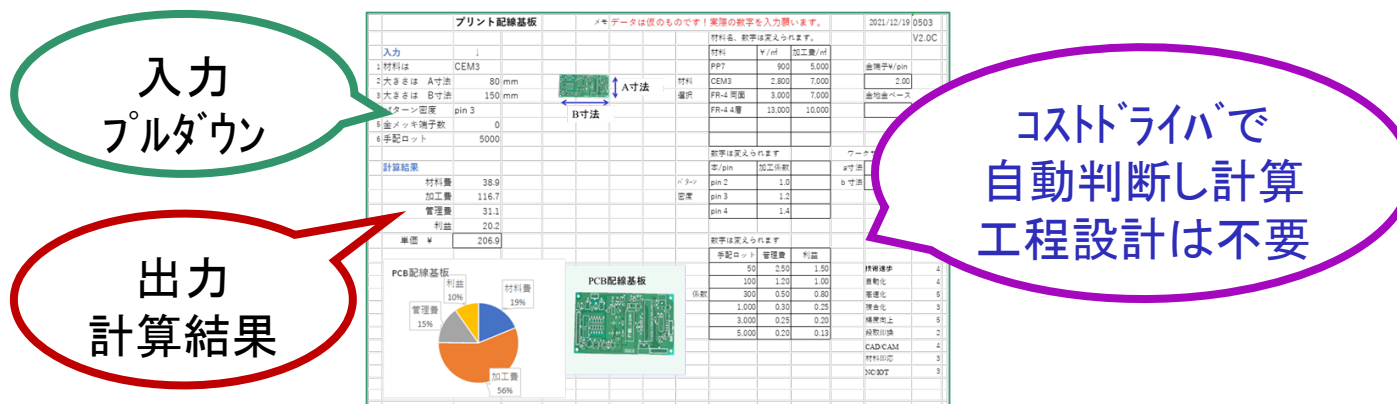 入力
プルダウン
出力
計算結果
コストドライバで
自動判断し計算
工程設計は不要
プリント配線基板 メモ データは仮のものです!実際の数字を入力願います。 2021/12/19 0503
材料名、数字は変えられます。 V2.0C
入力 ↓ 材料 ¥/㎡ 加工費/㎡
1 材料は CEM3 PP7 900 5,000 金端子¥/pin
2 大きさは A寸法 80 mm A寸法 材料 CEM3 2,800 7,000 2.00
大きさは B寸法 150 mm 選択 FR-4 両面 3,000 7,000 金地金ベース
パターン密度 pin 3 B寸法 FR-4 4層 13,000 10,000
5 金メッキ端子数 0
6 手配ロット 5000
数字は変えられます
計算結果 本/pin 加工係数 a寸法
材料費 38.9 パターン pin 2 1.0 b 寸法
加工費 116.7 密度 pin 3 1.2
管理費 31.1 pin 4 1.4
利益 20.2
単価 ¥ 206.9 数字は変えられます
手配ロット 管理費 利益
50 2.50 1.50 技術進歩 4
100 1.20 1.00 自動化 4
係数 300 0.50 0.80 高速化 5
1,000 0.30 0.25 複合化 3
3,000 0.25 0.20 精度向上 5
5,000 0.20 0.13 段取切換 2
CAD/CAM 4
材料対応 3
NC/IOT 3
PCB配線基板
利益 10%
材料費 19%
管理費 15%
加工費 56%
PCB配線基板